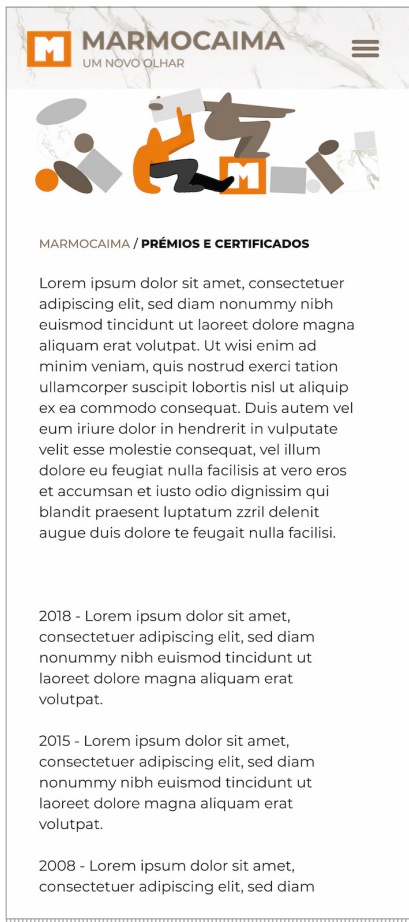 MARMOCAIMA
UM NOVO OLHAR
MARMOCAIMA / PRÉMIOS E CERTIFICADOS
Lorem ipsum dolor sit amet, consectetuer
adipiscing elit, sed diam nonummy nibh
euismod tincidunt ut laoreet dolore magna
aliquam erat volutpat. Ut wisi enim ad
minim veniam, quis nostrud exerci tation
ullamcorper suscipit lobortis nisl ut aliquip
ex ea commodo consequat. Duis autem vel
eum iriure dolor in hendrerit in vulputate
velit esse molestie consequat, vel illum
dolore eu feugiat nulla facilisis at vero eros
et accumsan et iusto odio dignissim qui
blandit praesent luptatum zzril delenit
augue duis dolore te feugait nulla facilisi.
2018 - Lorem ipsum dolor sit amet,
consectetuer adipiscing elit, sed diam
nonummy nibh euismod tincidunt ut
laoreet dolore magna aliquam erat
volutpat.
2015 - Lorem ipsum dolor sit amet,
consectetuer adipiscing elit, sed diam
nonummy nibh euismod tincidunt ut
laoreet dolore magna aliquam erat
volutpat.
2008 - Lorem ipsum dolor sit amet,
consectetuer adipiscing elit, sed diam